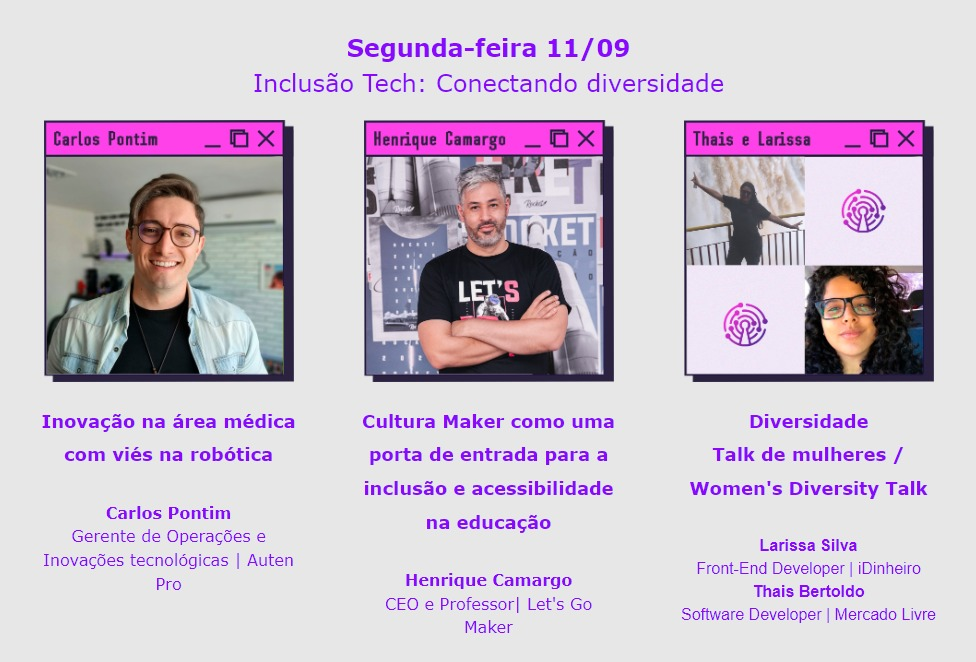 Segunda-feira 11/09
Inclusão Tech: Conectando diversidade
Carlos Pontim
Henrique Camargo
Thais e Larissa
LET'S
Inovação na área médica
com viés na robótica
Carlos Pontim
Gerente de Operações e
Inovações tecnológicas | Auten
Pro
Cultura Maker como uma
porta de entrada para a
inclusão e acessibilidade
na educação
Henrique Camargo
CEO e Professor| Let's Go
Maker
Diversidade
Talk de mulheres /
Women's Diversity Talk
Larissa Silva
Front-End Developer | iDinheiro
Thais Bertoldo
Software Developer | Mercado Livre